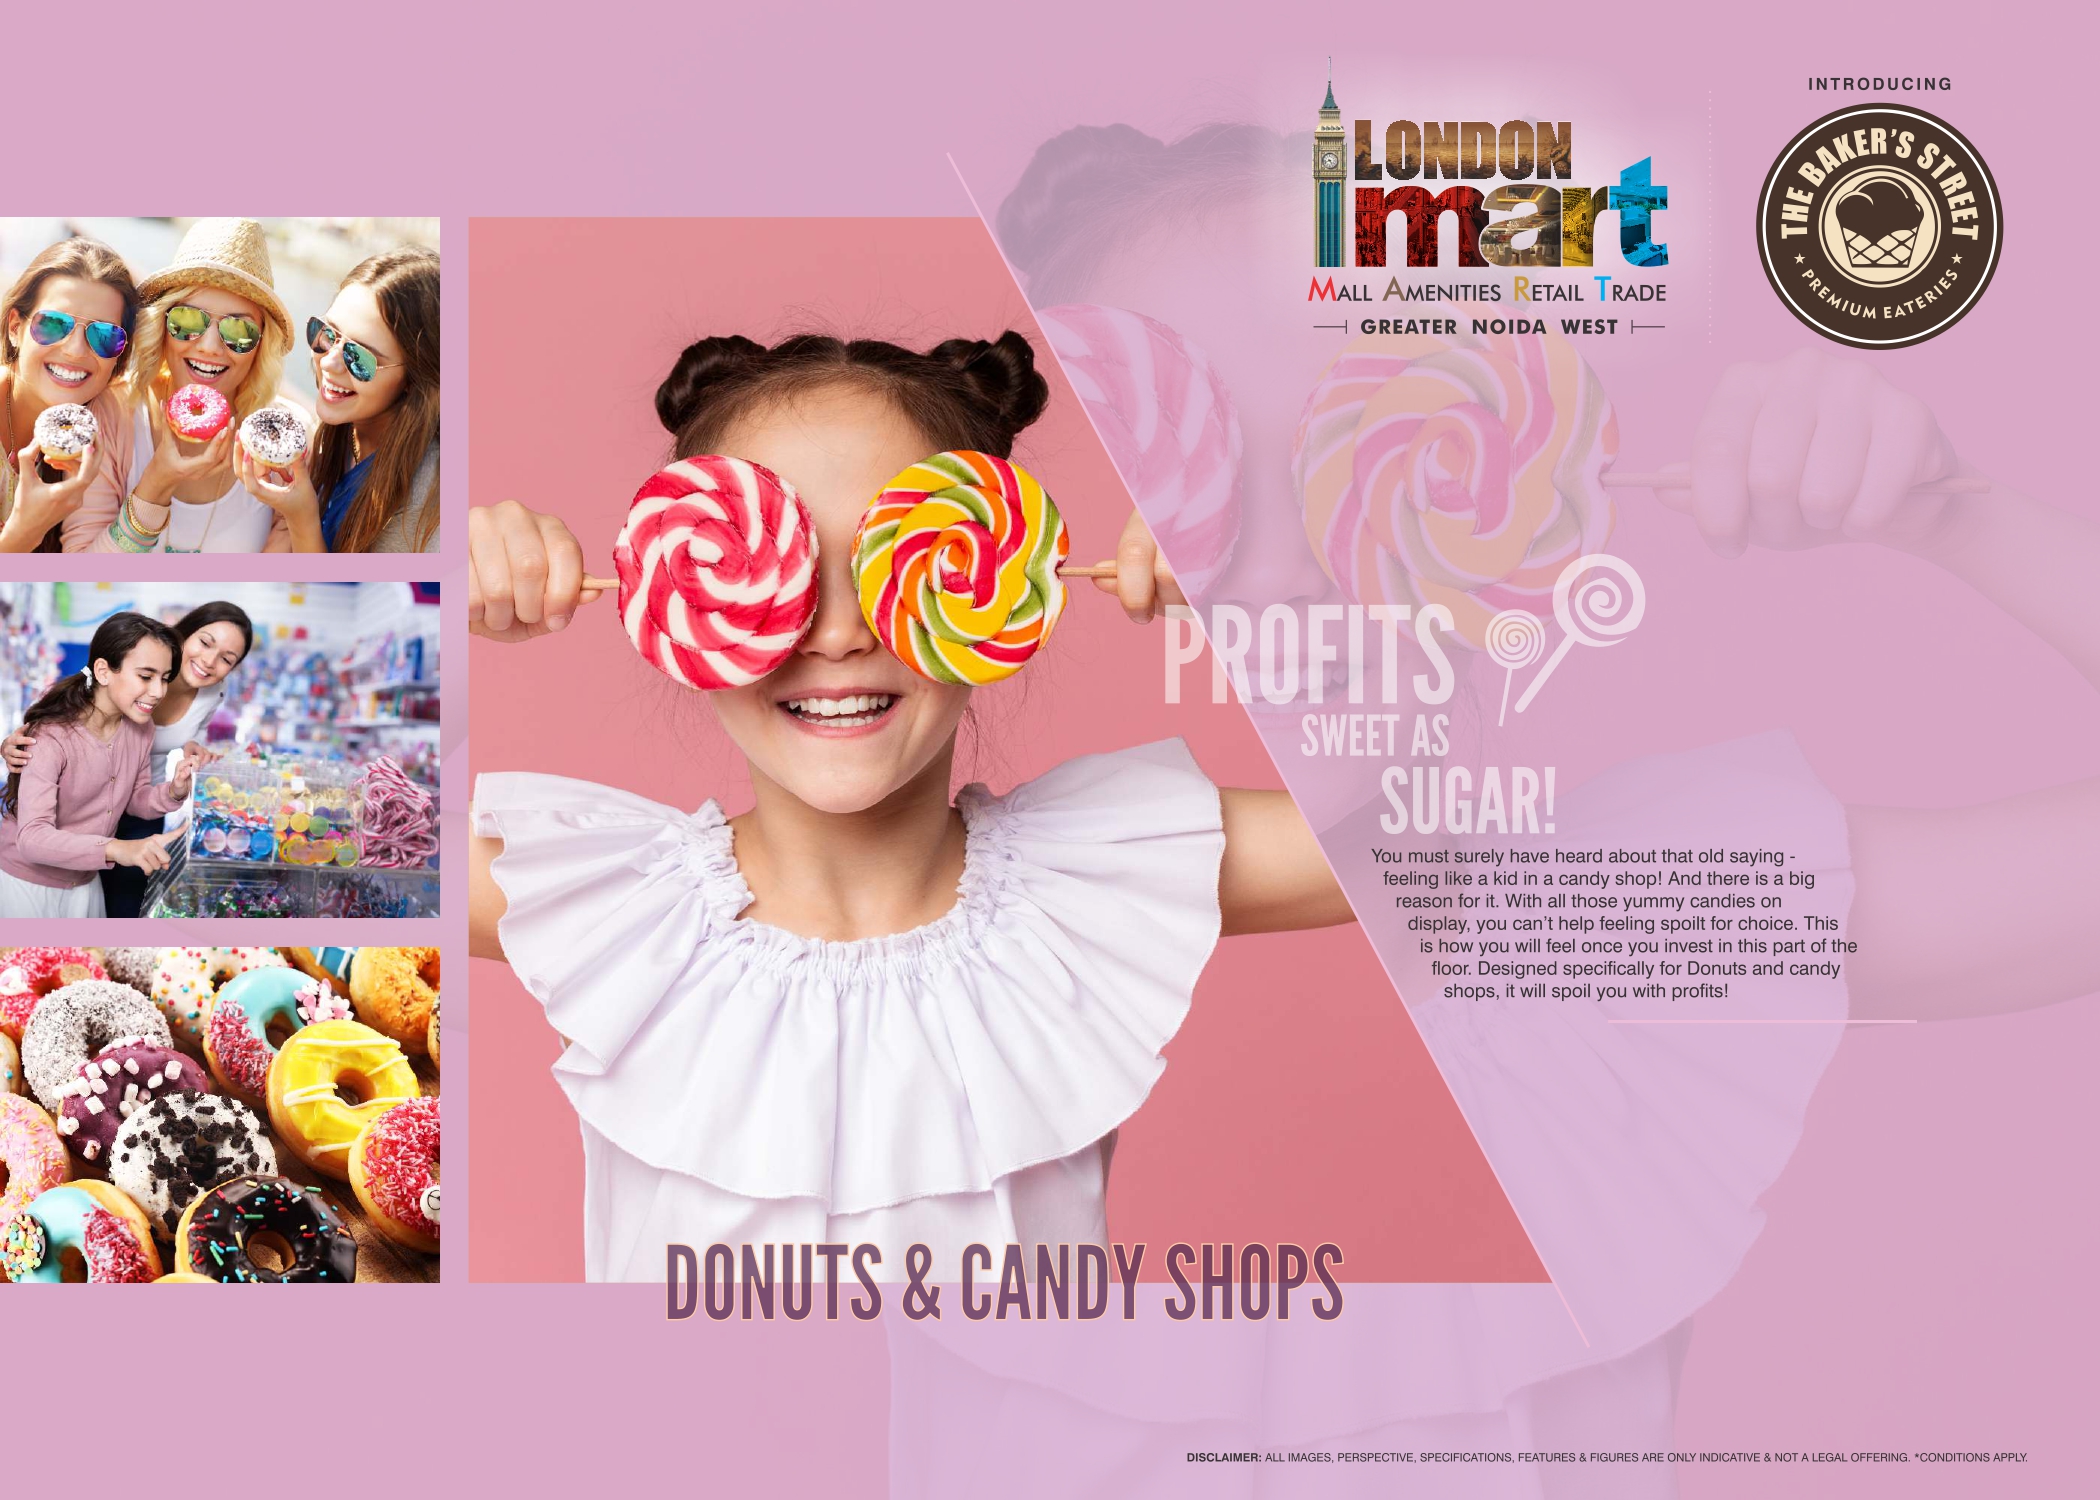 LONDON
mart
MALL AMENITIES RETAIL TRADE
GREATER NOIDA WEST
INTRODUCING
THE BAKER'S STREET
★ PREMIUM EATERIES ★
PROFITS
SWEET AS
SUGAR!
You must surely have heard about that old saying -
feeling like a kid in a candy shop! And there is a big
reason for it. With all those yummy candies on
display, you can’t help feeling spoilt for choice. This
is how you will feel once you invest in this part of the
floor. Designed specifically for Donuts and candy
shops, it will spoil you with profits!
DONUTS & CANDY SHOPS
DISCLAIMER: ALL IMAGES, PERSPECTIVE, SPECIFICATIONS, FEATURES & FIGURES ARE ONLY INDICATIVE & NOT A LEGAL OFFERING. *CONDITIONS APPLY.